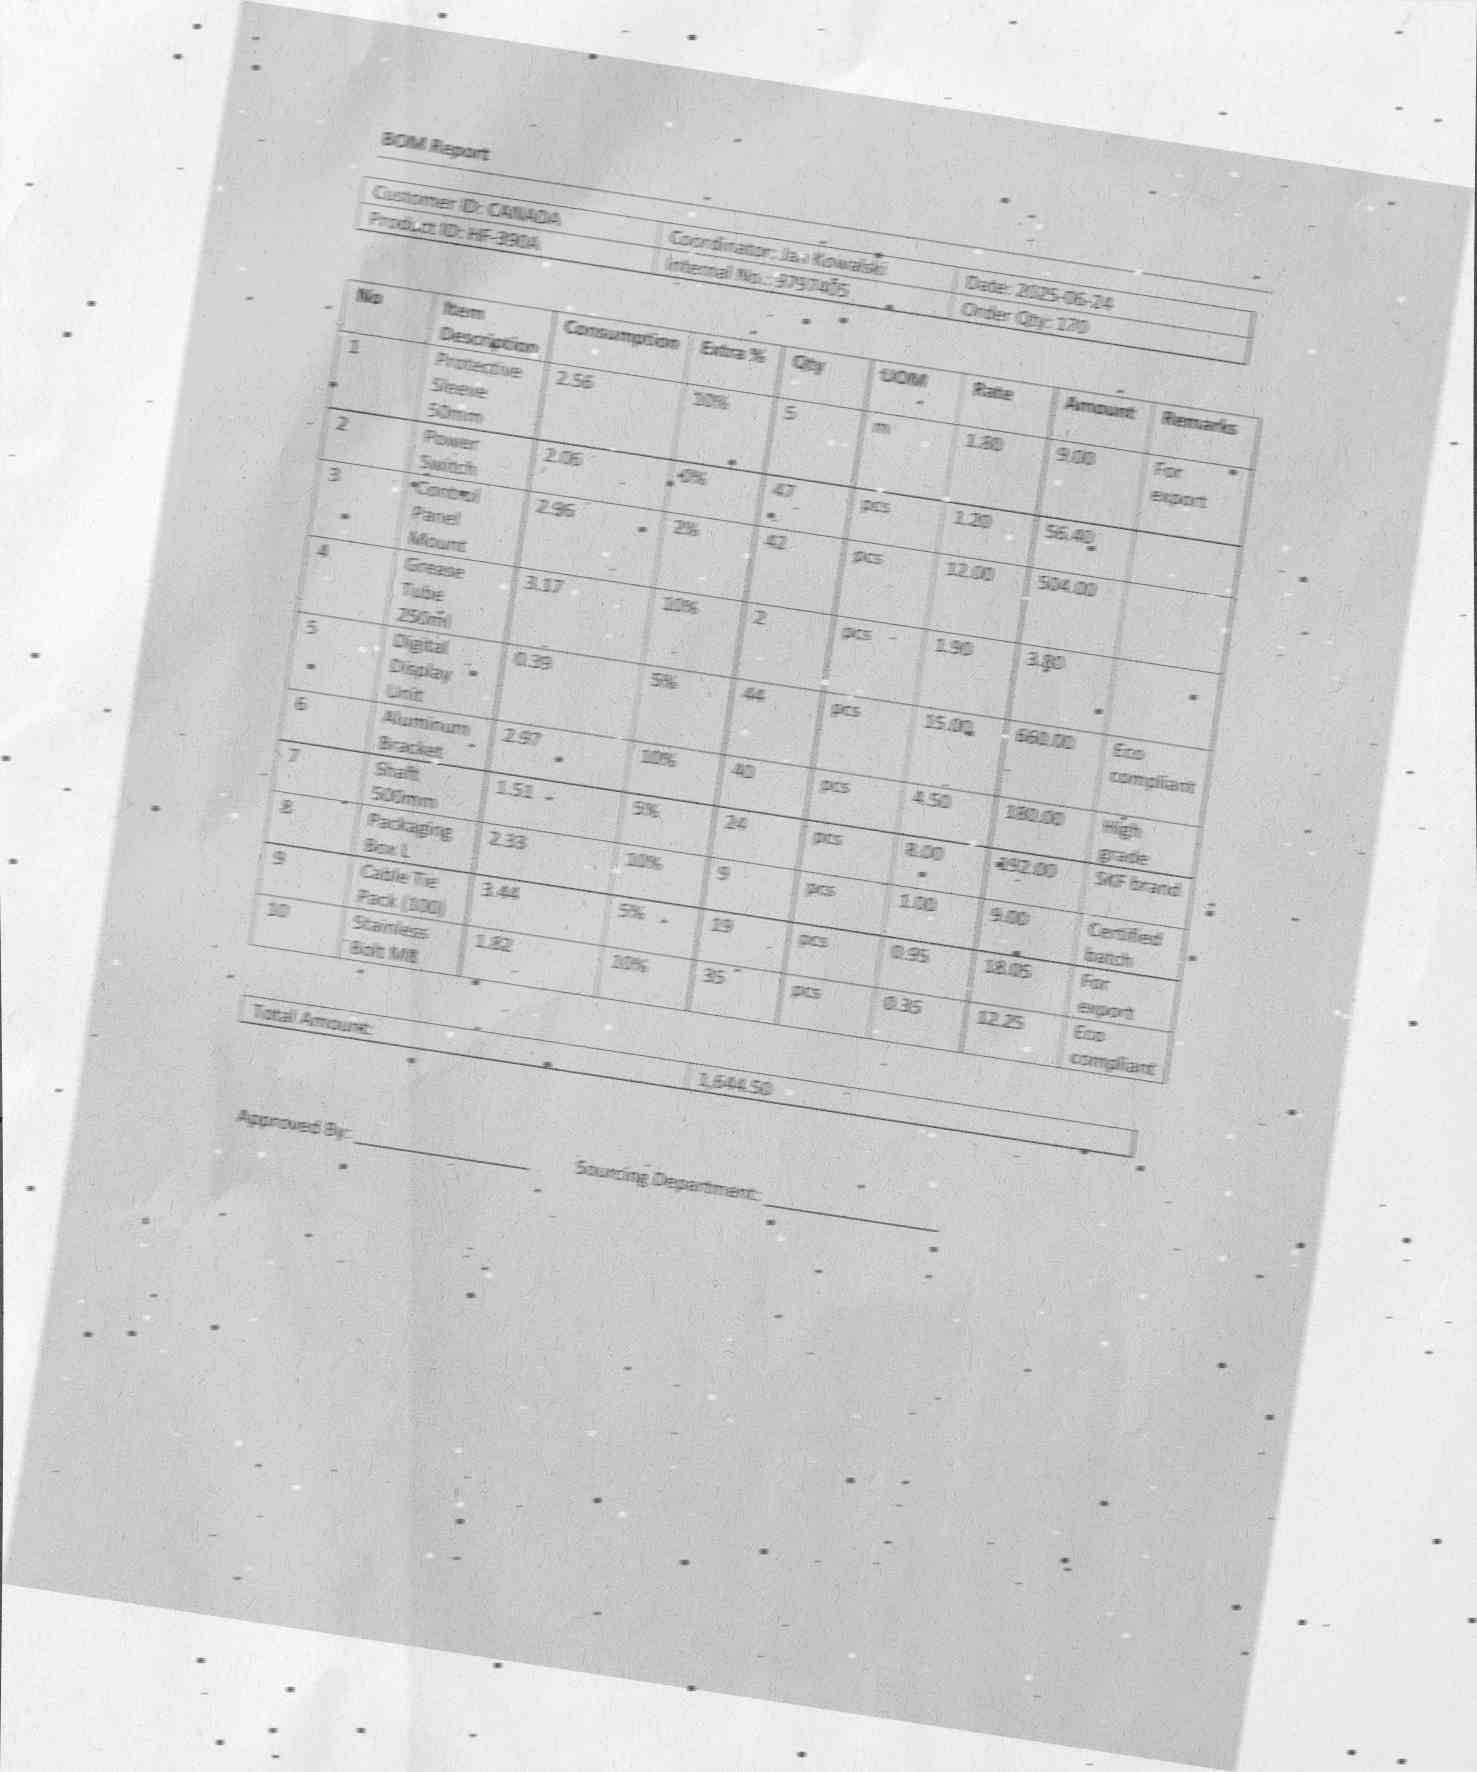 BOM Report
Customer ID: CANADA Coordinator: Jan Kowalski Date: 2025-06-24
Product ID: HF-390A Internal No.: 9797405 Order Qty: 170
No Item Description Consumption Extra % Qty UOM Rate Amount Remarks
1 Protective Sleeve 50mm 2.56 10% 5 m 1.80 9.00 For export
2 Power Switch 2.06 0% 47 pcs 1.20 56.40
3 Control Panel Mount 2.96 2% 42 pcs 12.00 504.00
4 Grease Tube 250ml 3.17 10% 2 pcs 1.90 3.80
5 Digital Display Unit 0.39 5% 44 pcs 15.00 660.00 Eco compliant
6 Aluminum Bracket 2.97 10% 40 pcs 4.50 180.00 High grade
7 Shaft 500mm 1.51 5% 24 pcs 8.00 192.00 SKF brand
8 Packaging Box L 2.33 10% 9 pcs 1.00 9.00 Certified batch
9 Cable Tie Pack (100) 3.44 5% 19 pcs 0.95 18.05 For export
10 Stainless Bolt M8 1.82 10% 35 pcs 0.35 12.25 Eco compliant
Total Amount: 1,644.50
Approved By: Sourcing Department: